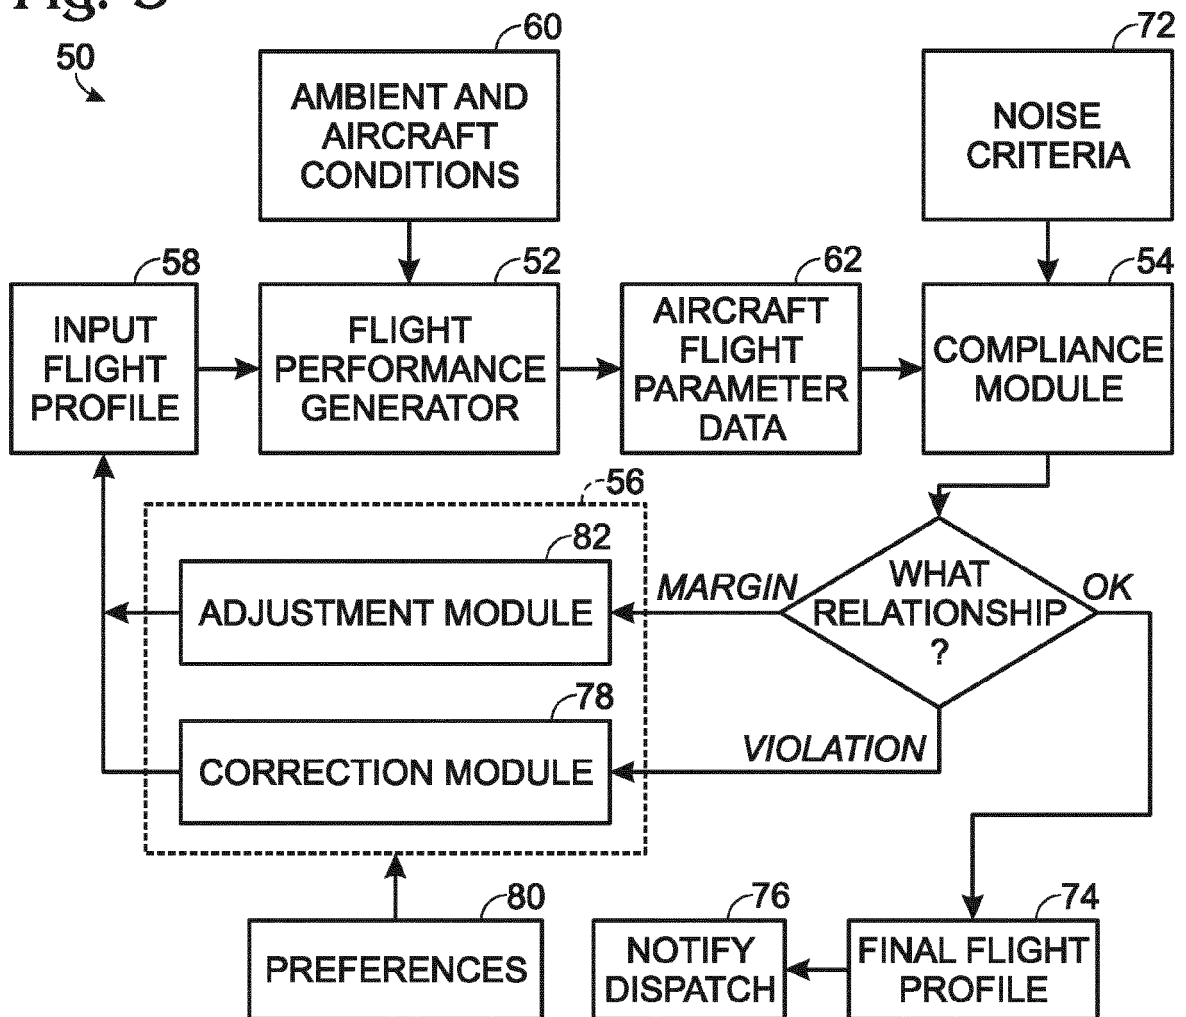 50
60
AMBIENT AND
AIRCRAFT
CONDITIONS
72
NOISE
CRITERIA
58
INPUT
FLIGHT
PROFILE
52
FLIGHT
PERFORMANCE
GENERATOR
62
AIRCRAFT
FLIGHT
PARAMETER
DATA
54
COMPLIANCE
MODULE
56
82
ADJUSTMENT MODULE
MARGIN
WHAT
RELATIONSHIP
?
OK
78
CORRECTION MODULE
VIOLATION
80
PREFERENCES
76
NOTIFY
DISPATCH
74
FINAL FLIGHT
PROFILE